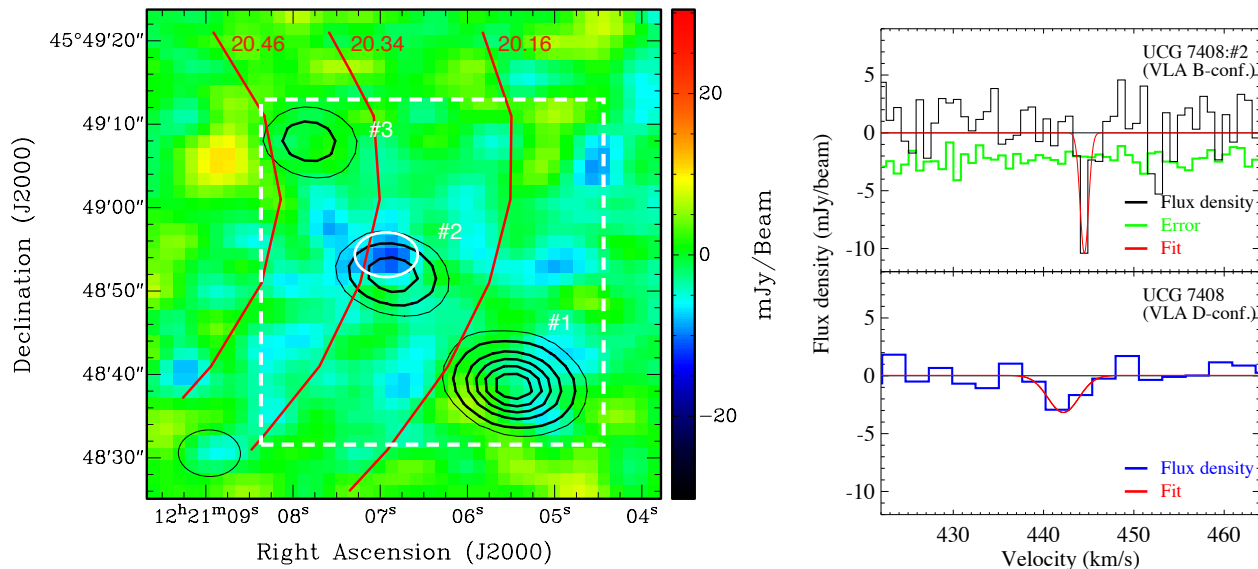 20.46
20.34
20.16
#3
#2
#1
45°49′20″
49′10″
49′00″
48′50″
48′40″
48′30″
Declination (J2000)
12ʰ21ᵐ09ˢ
08ˢ
07ˢ
06ˢ
05ˢ
04ˢ
Right Ascension (J2000)
20
0
−20
mJy/Beam
UCG 7408:#2
(VLA B-conf.)
5
0
-5
-10
Flux density
Error
Fit
Flux density (mJy/beam)
UCG 7408
(VLA D-conf.)
5
0
-5
-10
Flux density
Fit
430
440
450
460
Velocity (km/s)